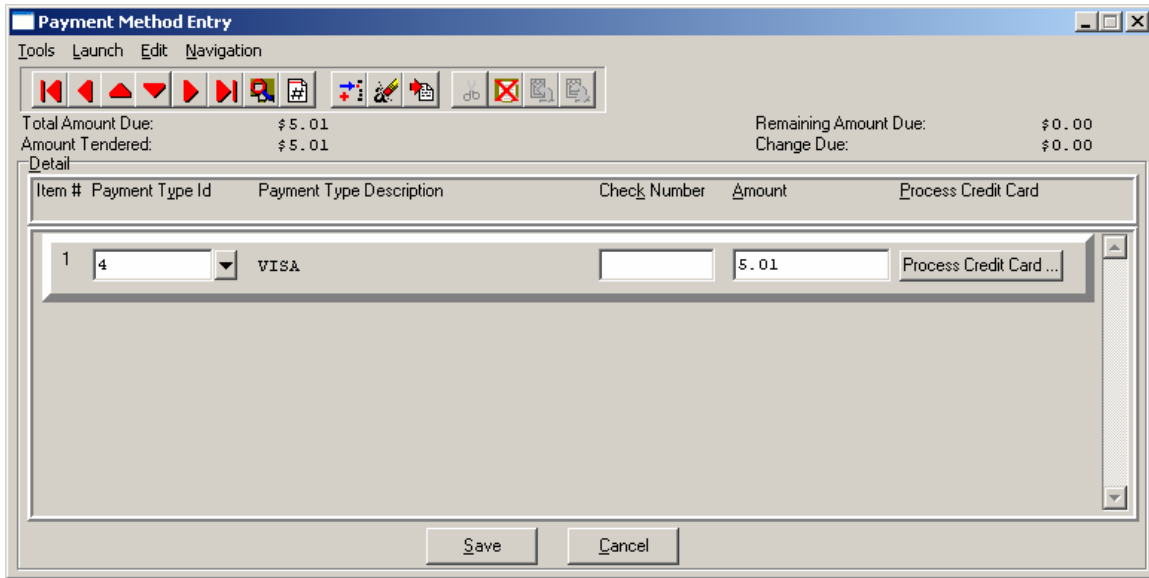 Payment Method Entry
Tools Launch Edit Navigation
Total Amount Due: $5.01 Remaining Amount Due: $0.00
Amount Tendered: $5.01 Change Due: $0.00
Detail
Item # Payment Type Id Payment Type Description Check Number Amount Process Credit Card
1 4 VISA 5.01 Process Credit Card ...
Save Cancel